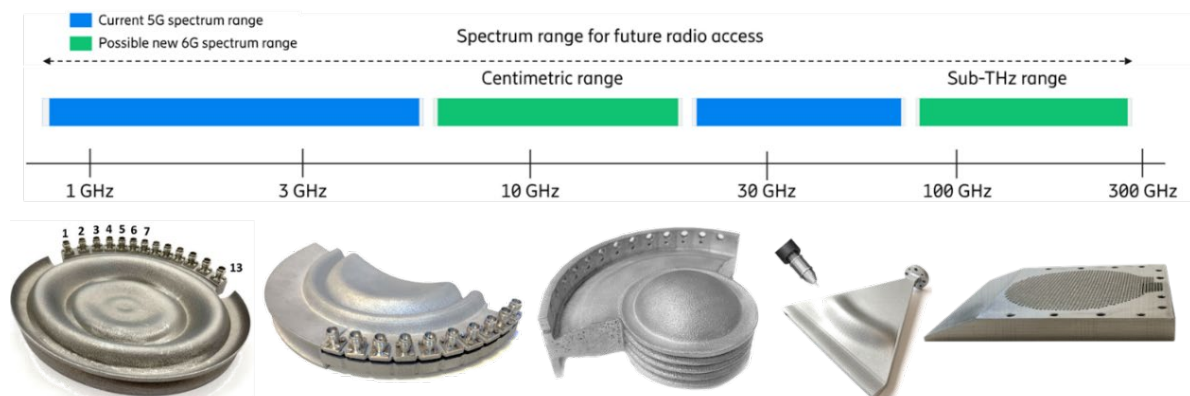 Current 5G spectrum range
Possible new 6G spectrum range
Spectrum range for future radio access
Centimetric range
Sub-THz range
1 GHz
3 GHz
10 GHz
30 GHz
100 GHz
300 GHz
1 2 3 4 5 6 7
13